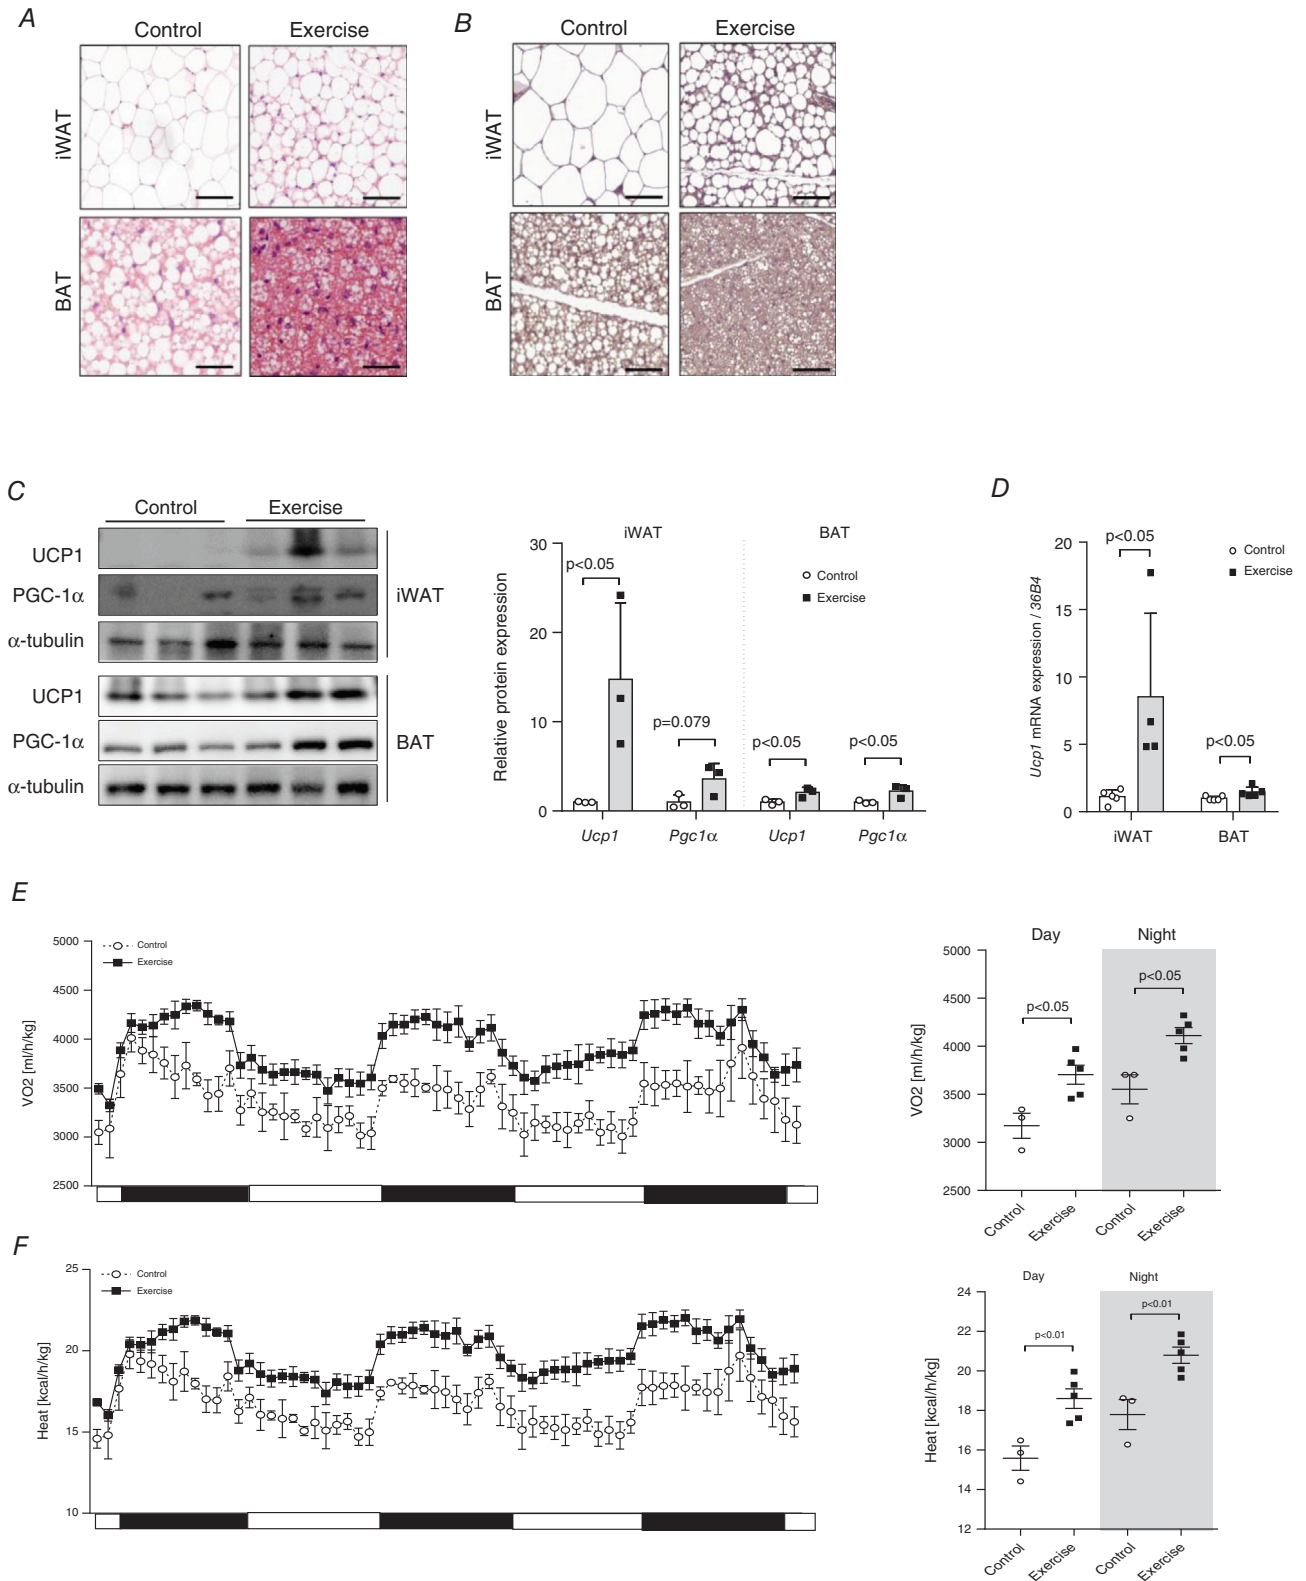 A
Control Exercise
iWAT
BAT
B
Control Exercise
iWAT
BAT
C
Control Exercise
UCP1
PGC-1α
α-tubulin
iWAT
UCP1
PGC-1α
α-tubulin
BAT
Relative protein expression
30
20
10
0
iWAT BAT
p<0.05
p=0.079
p<0.05
p<0.05
Control
Exercise
Ucp1 Pgc1α Ucp1 Pgc1α
D
Ucp1 mRNA expression / 36B4
20
15
10
5
0
p<0.05
p<0.05
Control
Exercise
iWAT BAT
E
VO2 [ml/h/kg]
5000
4500
4000
3500
3000
2500
Control
Exercise
Day Night
VO2 [ml/h/kg]
5000
4500
4000
3500
3000
2500
p<0.05
p<0.05
Control Exercise Control Exercise
F
Heat [kcal/h/kg]
25
20
15
10
Control
Exercise
Day Night
Heat [kcal/h/kg]
24
22
20
18
16
14
12
p<0.01
p<0.01
Control Exercise Control Exercise